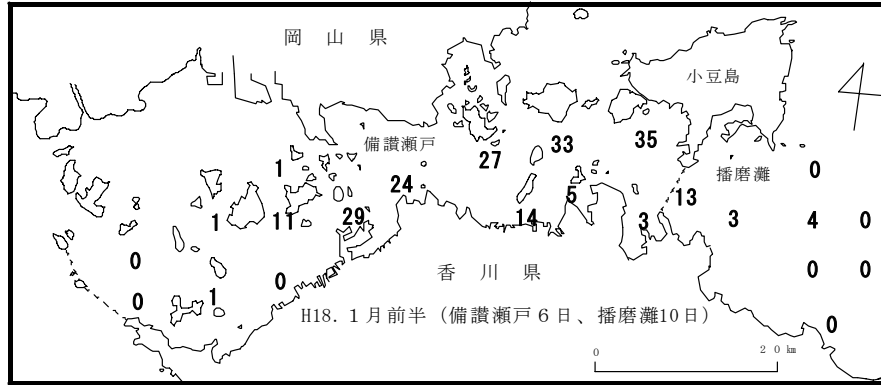 岡 山 県
小豆島
備讃瀬戸 33 35
27
1 播磨灘 0
24 5 13
1 11 29 14 3 3 4 0
0 0 0 0
香 川 県
0 1
H18.1月前半（備讃瀬戸6日、播磨灘10日） 0
0 20㎞